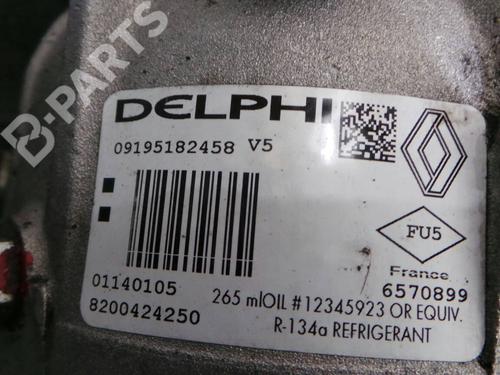 B-PARTS
DELPHI
09195182458 V5
FU5
France
01140105
6570899
8200424250
265 mlOIL #12345923 OR EQUIV.
R-134a REFRIGERANT